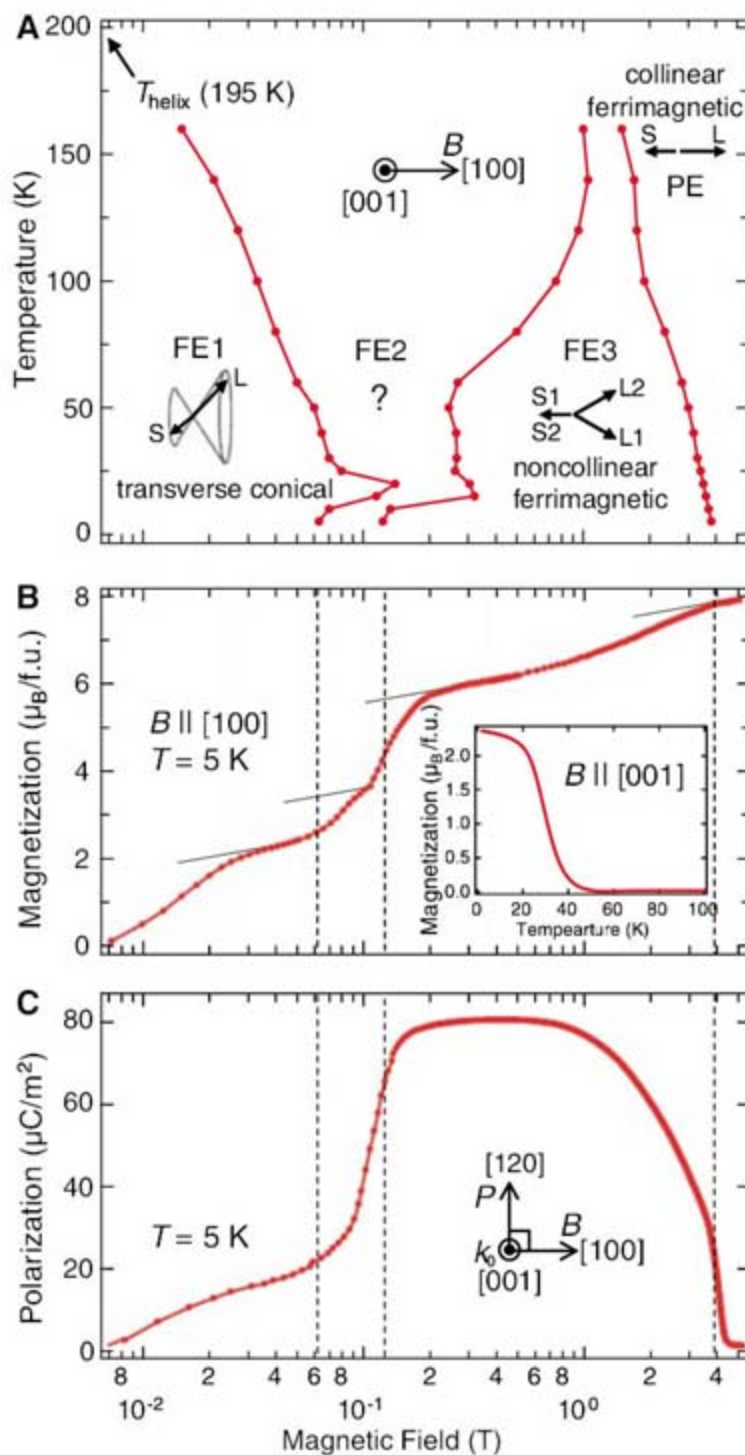 A
200
150
100
50
0
Temperature (K)
T_helix (195 K)
B
[100]
[001]
collinear
ferrimagnetic
S L
PE
FE1
L
S
transverse conical
FE2
?
FE3
S1
S2
L2
L1
noncollinear
ferrimagnetic
B
8
6
4
2
0
Magnetization (μ_B/f.u.)
B || [100]
T = 5 K
Magnetization (μ_B/f.u.)
2.0
1.5
1.0
0.5
0.0
B || [001]
0 20 40 60 80 100
Tempearture (K)
C
80
60
40
20
0
Polarization (μC/m²)
T = 5 K
[120]
P
B
k₀
[100]
[001]
8 2 4 6 8 2 4 6 8 2 4
10⁻² 10⁻¹ 10⁰
Magnetic Field (T)